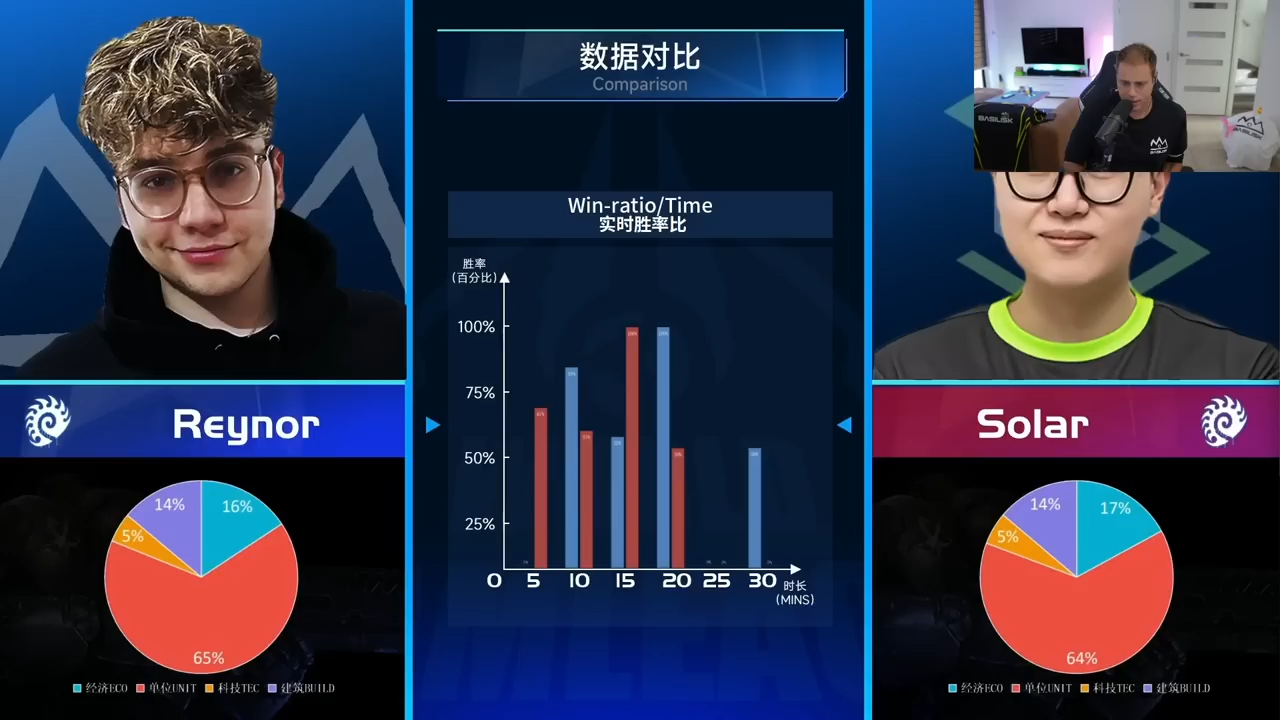 数据对比
Comparison
BASILISK
BASILISK
BASILISK
Win-ratio/Time
实时胜率比
胜率
(百分比)
100%
75%
50%
25%
0 5 10 15 20 25 30
时长
(MINS)
Reynor
14% 16%
5%
65%
经济ECO 单位UNIT 科技TEC 建筑BUILD
Solar
14% 17%
5%
64%
经济ECO 单位UNIT 科技TEC 建筑BUILD